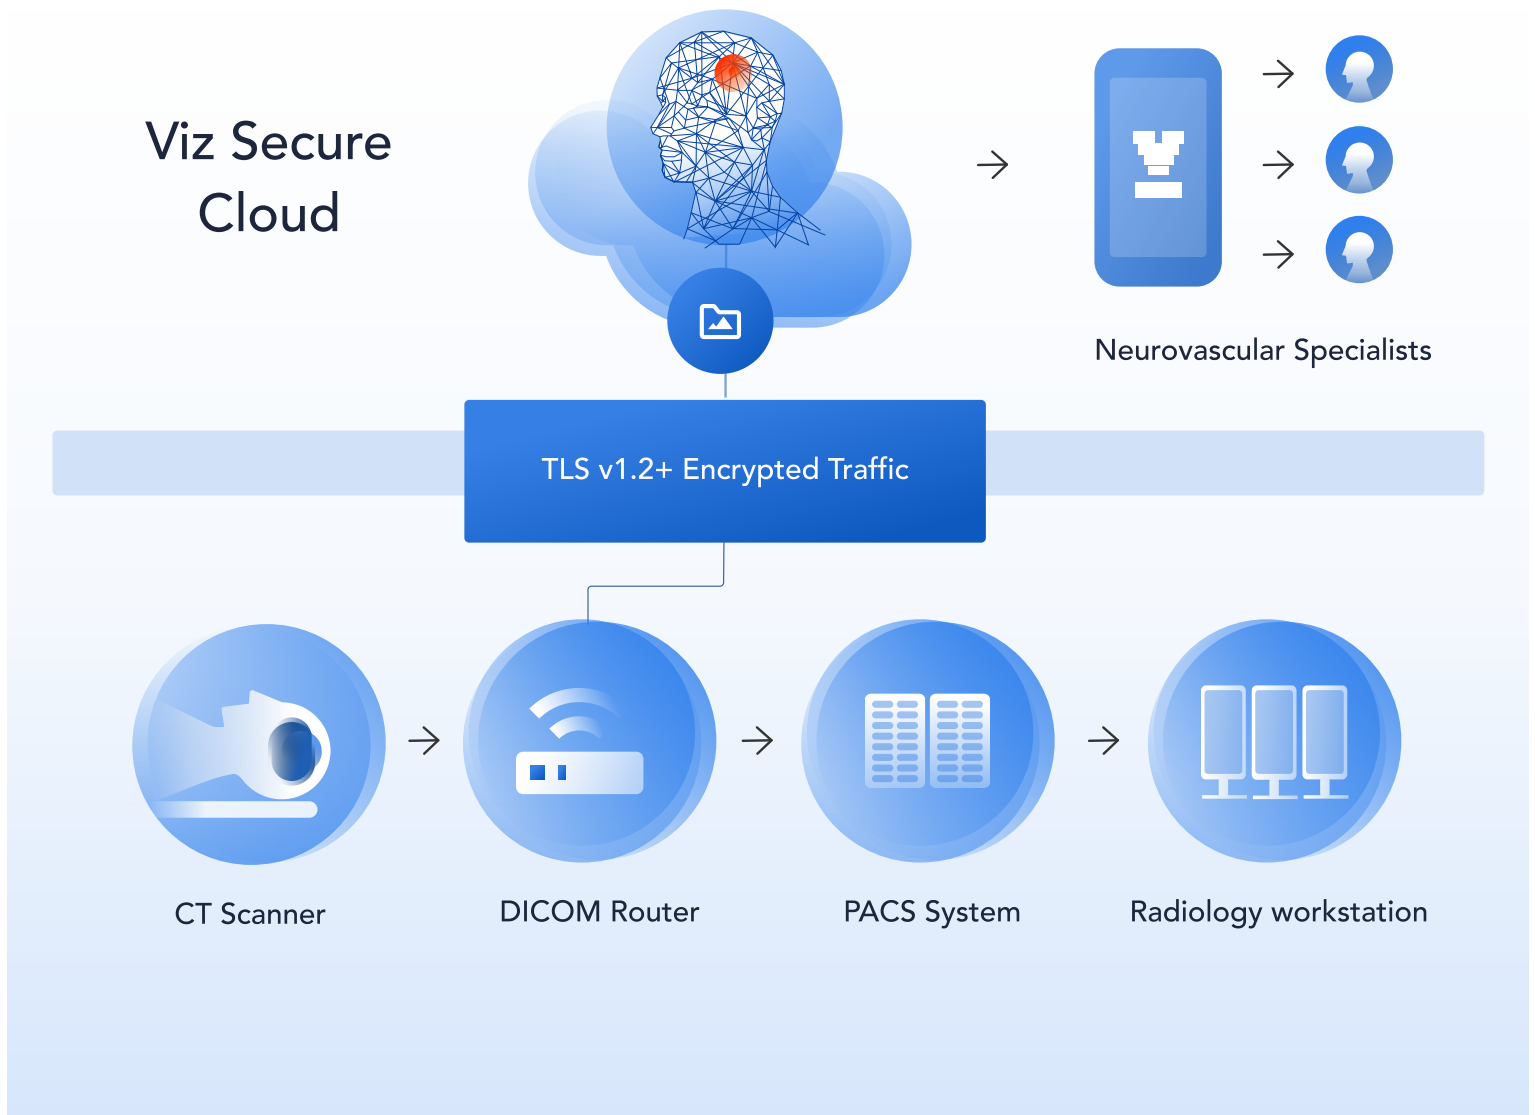 Viz Secure
Cloud
Neurovascular Specialists
TLS v1.2+ Encrypted Traffic
CT Scanner
DICOM Router
PACS System
Radiology workstation